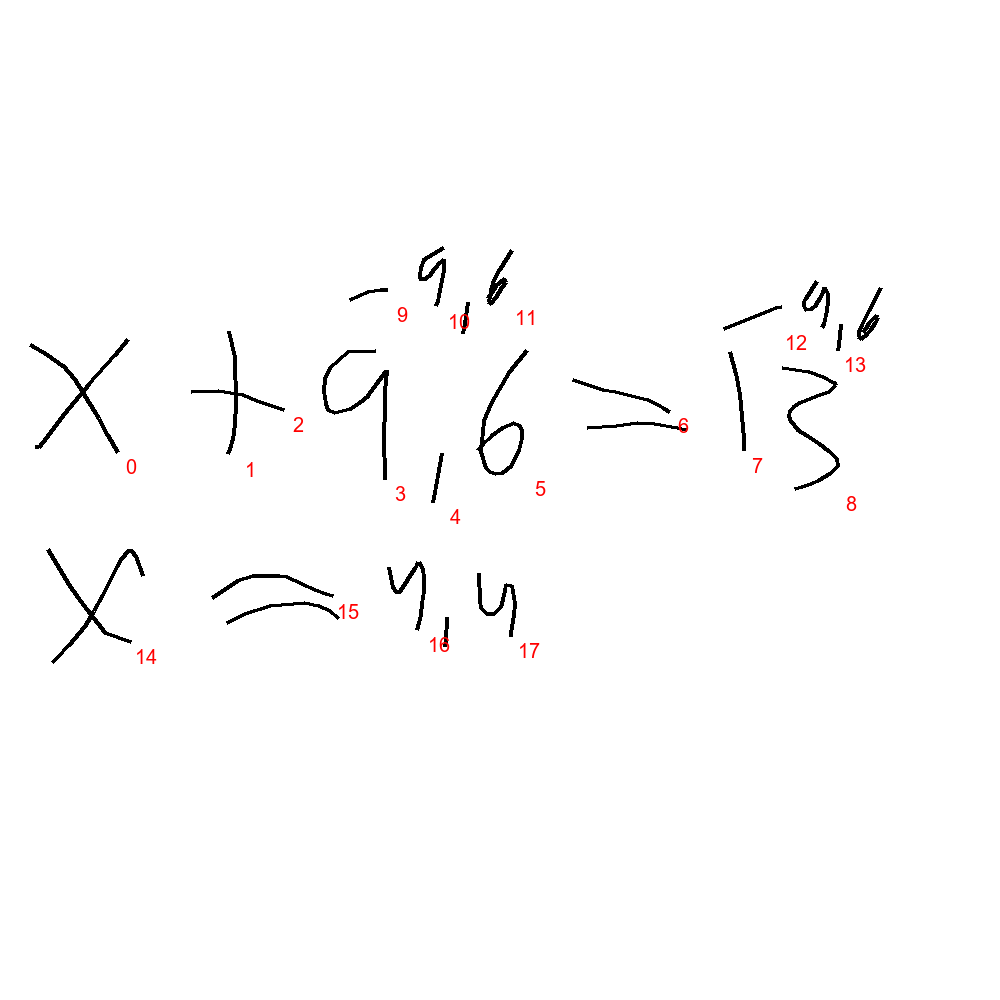 - 9,6 - 9,6
x + 9,6 = 13
x = 4,4